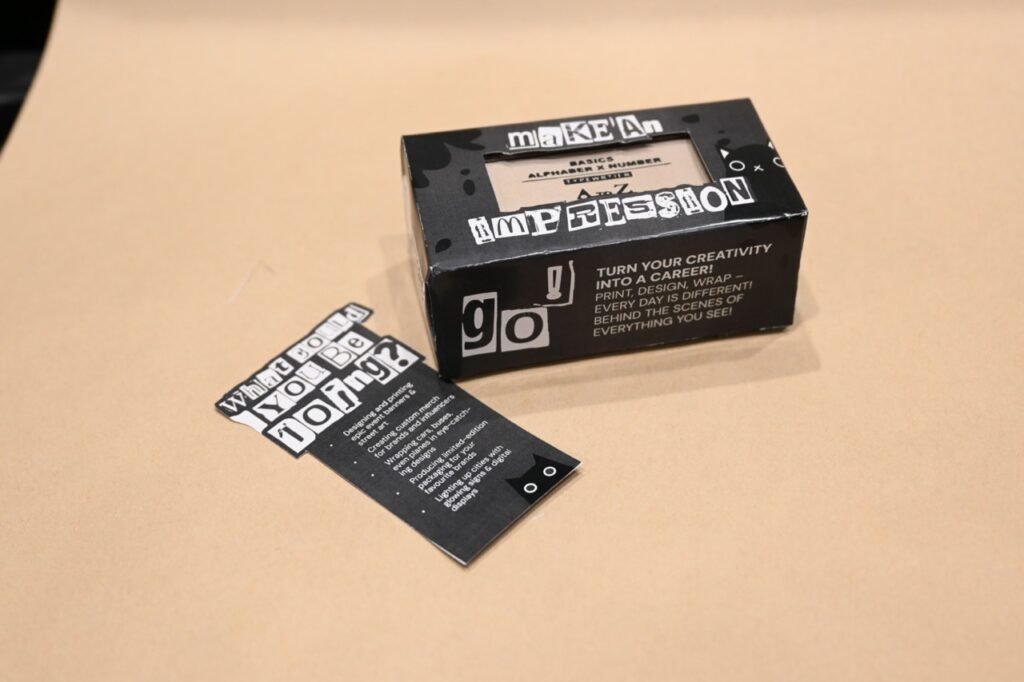 maKE An
BASICS
ALPHABER X NUMBER
TYPEWRITER
A TO Z
IMPRESSION
go!
TURN YOUR CREATIVITY
INTO A CAREER!
PRINT, DESIGN, WRAP –
EVERY DAY IS DIFFERENT!
BEHIND THE SCENES OF
EVERYTHING YOU SEE!
What could
YOU Be
DOing?
• Designing and printing
epic event banners &
street art
• Creating custom merch
for brands and influencers
• Wrapping cars, buses,
even planes in eye-catch-
ing designs
• Producing limited-edition
packaging for your
favourite brands
• Lighting up cities with
glowing signs & digital
displays